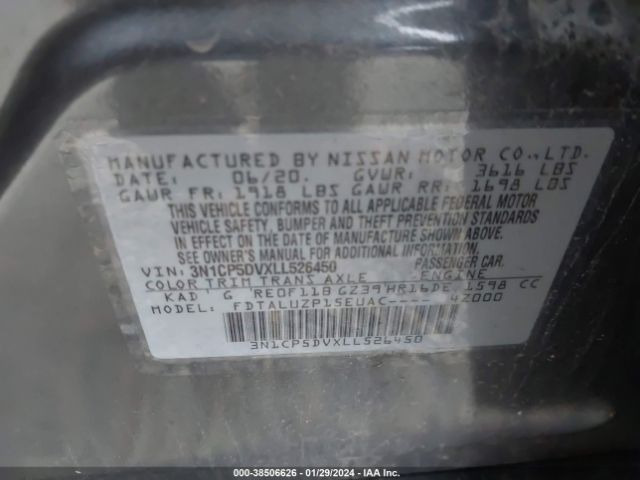 MANUFACTURED BY NISSAN MOTOR CO.,LTD.
DATE: 06/20. GVWR: 3616 LBS
GAWR FR: 1918 LBS GAWR RR: 1698 LBS
THIS VEHICLE CONFORMS TO ALL APPLICABLE FEDERAL MOTOR
VEHICLE SAFETY, BUMPER AND THEFT PREVENTION STANDARDS
IN EFFECT ON THE DATE OF MANUFACTURE SHOWN ABOVE.
SEE OWNER'S MANUAL FOR ADDITIONAL INFORMATION.
VIN: 3N1CP5DVXLL526450 PASSENGER CAR.
COLOR TRIM TRANS AXLE ENGINE
KAD G RE0F11B GZ39 HR16DE 1598 CC
MODEL: FDTALUZP15EUAC---- 4Z000
3N1CP5DVXLL526450
000-38506626 - 01/29/2024 - IAA Inc.